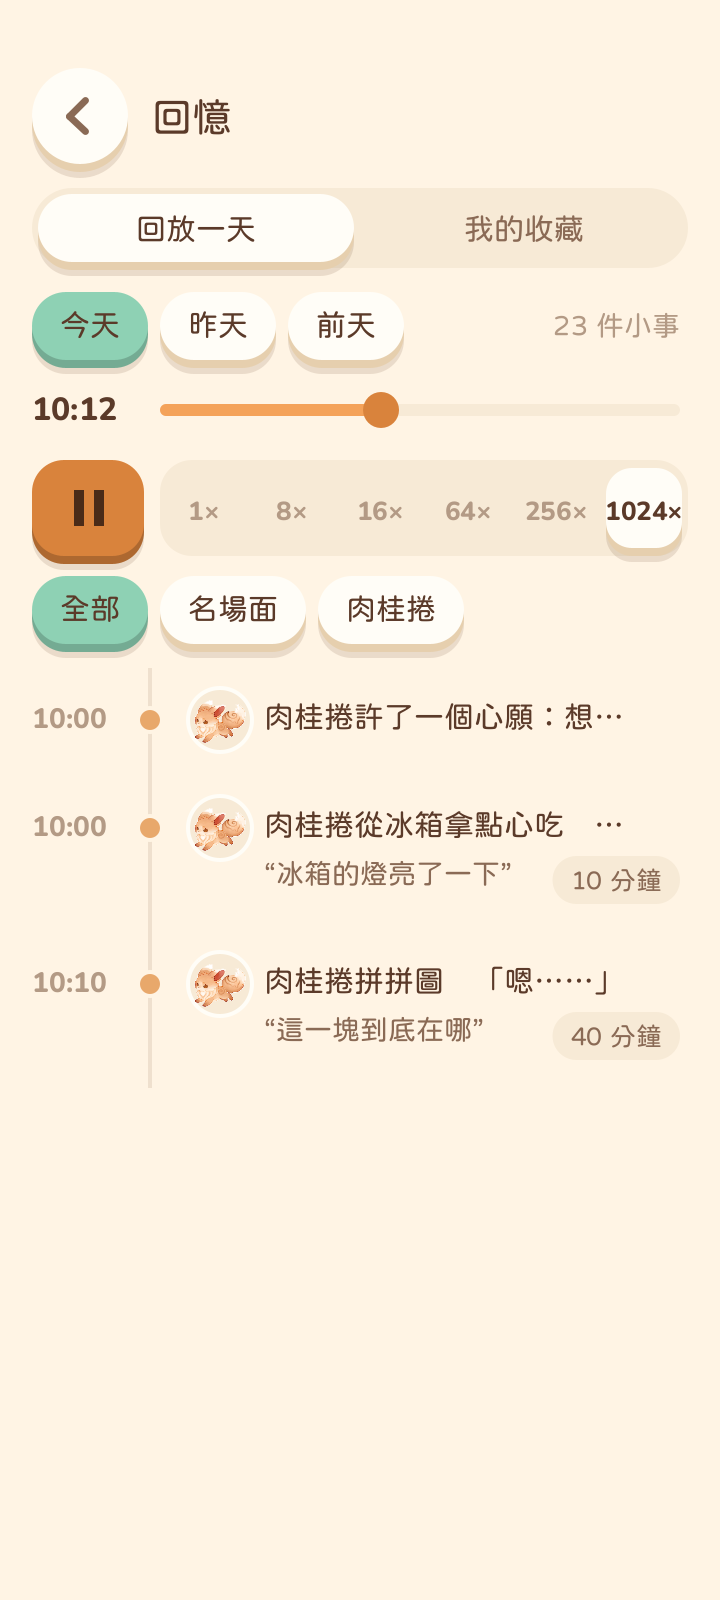 回憶
回放一天
我的收藏
今天
昨天
前天
23 件小事
10:12
1×
8×
16×
64×
256×
1024×
全部
名場面
肉桂捲
10:00
肉桂捲許了一個心願：想⋯
10:00
肉桂捲從冰箱拿點心吃　⋯
“冰箱的燈亮了一下”
10 分鐘
10:10
肉桂捲拼拼圖　「嗯⋯⋯」
“這一塊到底在哪”
40 分鐘